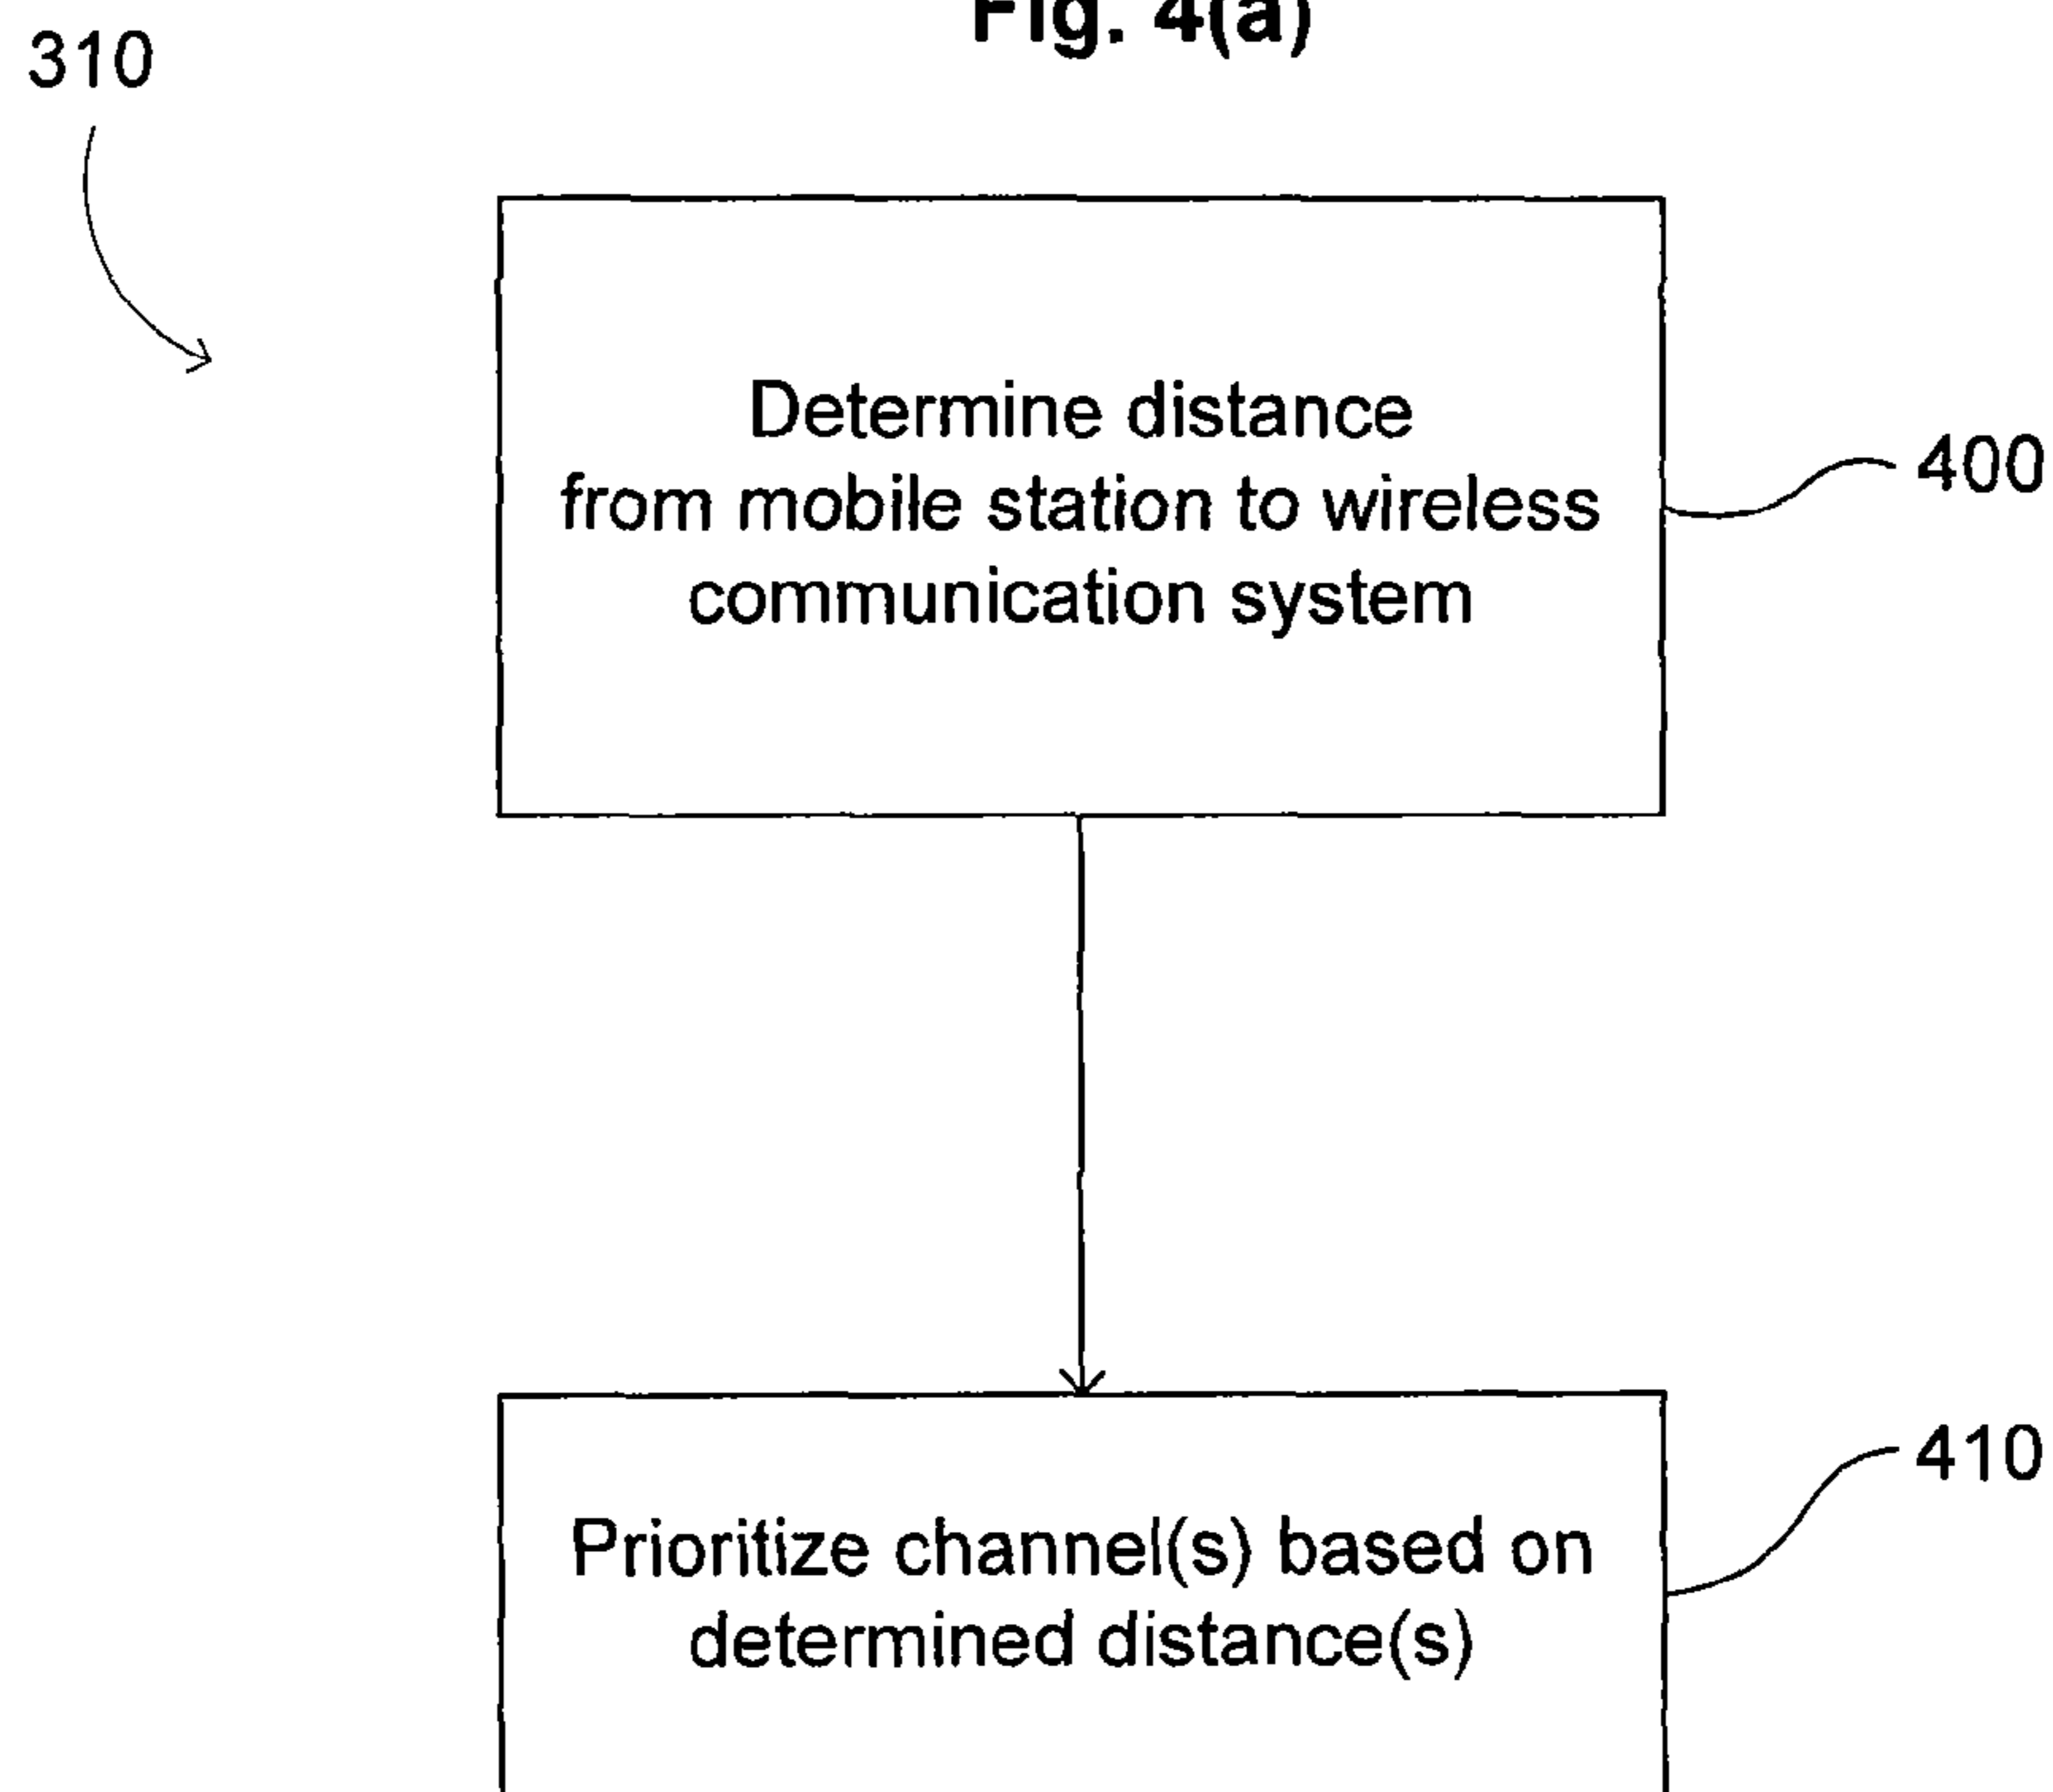 Fig. 4(a)
310
Determine distance
from mobile station to wireless
communication system
400
410
Prioritize channel(s) based on
determined distance(s)